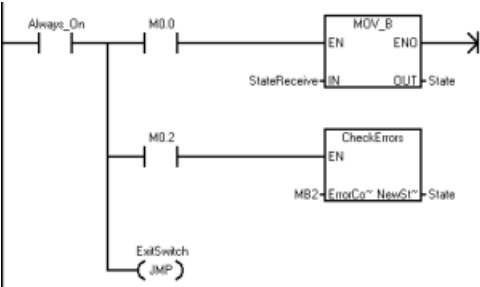 Always_On
M0.0
MOV_B
EN ENO
StateReceive IN OUT State
M0.2
CheckErrors
EN
MB2 ErrorCo~ NewSt~ State
ExitSwitch
JMP